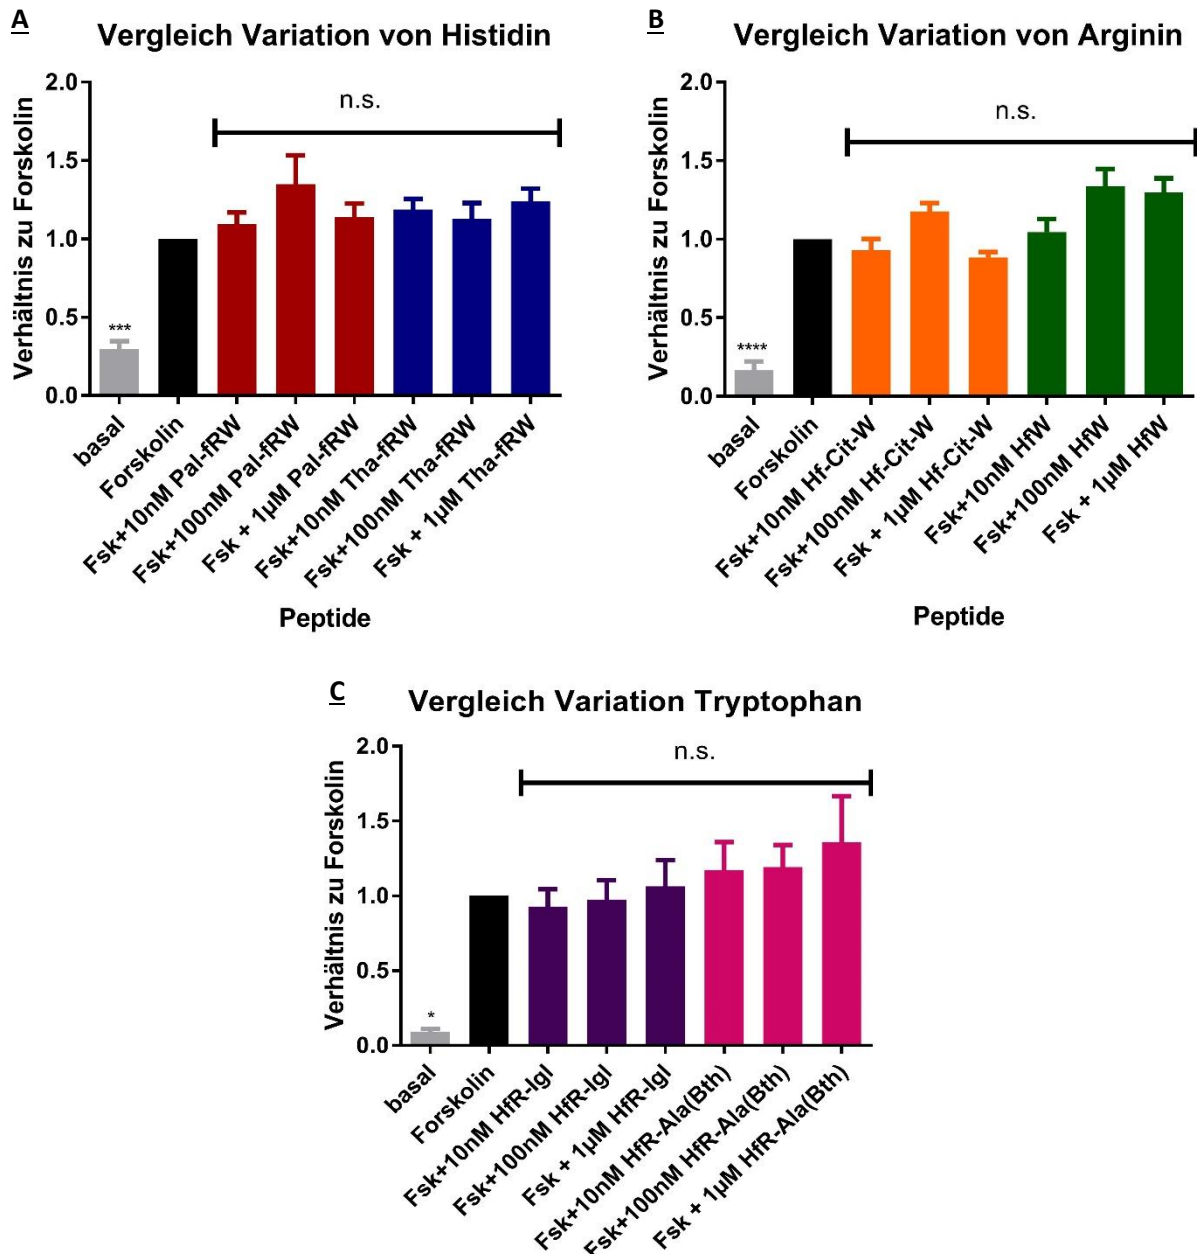 A
Vergleich Variation von Histidin
n.s.
Verhältnis zu Forskolin
2.0
1.5
1.0
0.5
0.0
***
basal
Forskolin
Fsk+10nM Pal-fRW
Fsk+100nM Pal-fRW
Fsk + 1µM Pal-fRW
Fsk+10nM Tha-fRW
Fsk+100nM Tha-fRW
Fsk + 1µM Tha-fRW
Peptide
B
Vergleich Variation von Arginin
n.s.
Verhältnis zu Forskolin
2.0
1.5
1.0
0.5
0.0
****
basal
Forskolin
Fsk+10nM Hf-Cit-W
Fsk+100nM Hf-Cit-W
Fsk + 1µM Hf-Cit-W
Fsk+10nM HfW
Fsk+100nM HfW
Fsk + 1µM HfW
Peptide
C
Vergleich Variation Tryptophan
n.s.
Verhältnis zu Forskolin
2.0
1.5
1.0
0.5
0.0
*
basal
Forskolin
Fsk+10nM HfR-Igl
Fsk+100nM HfR-Igl
Fsk + 1µM HfR-Igl
Fsk+10nM HfR-Ala(Bth)
Fsk+100nM HfR-Ala(Bth)
Fsk + 1µM HfR-Ala(Bth)